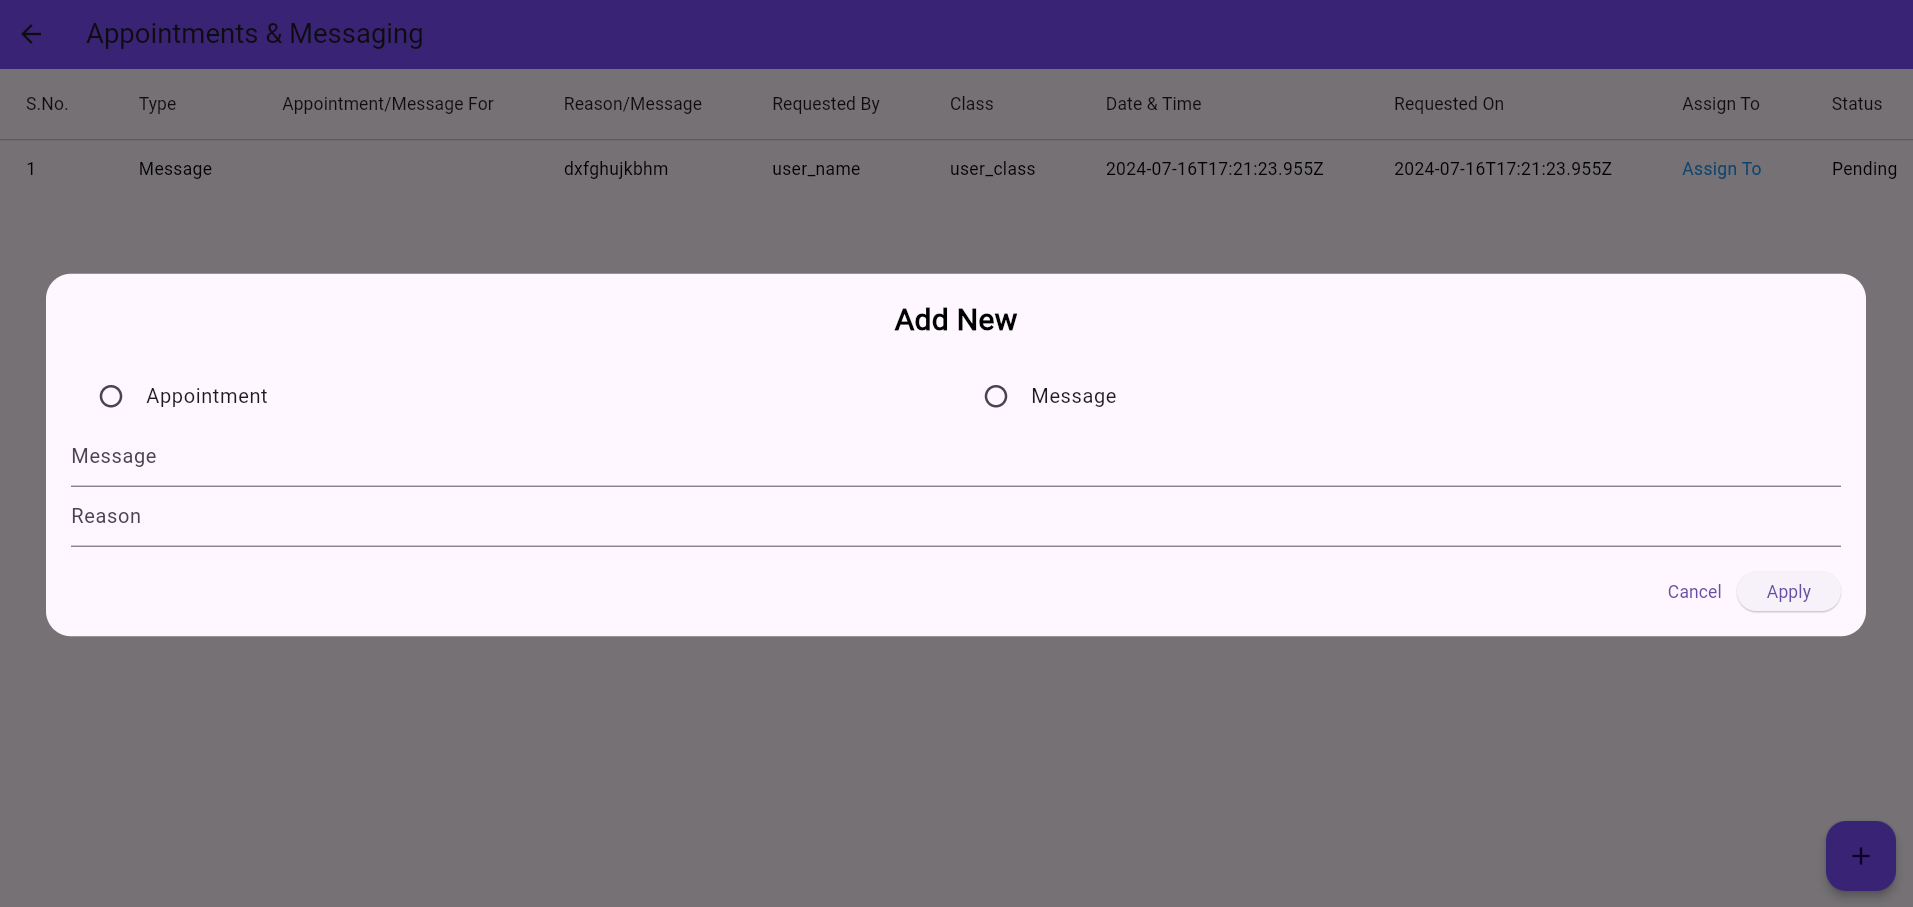 Appointments & Messaging
S.No. Type Appointment/Message For Reason/Message Requested By Class Date & Time Requested On Assign To Status
1 Message dxfghujkbhm user_name user_class 2024-07-16T17:21:23.955Z 2024-07-16T17:21:23.955Z Assign To Pending
Add New
Appointment Message
Message
Reason
Cancel Apply